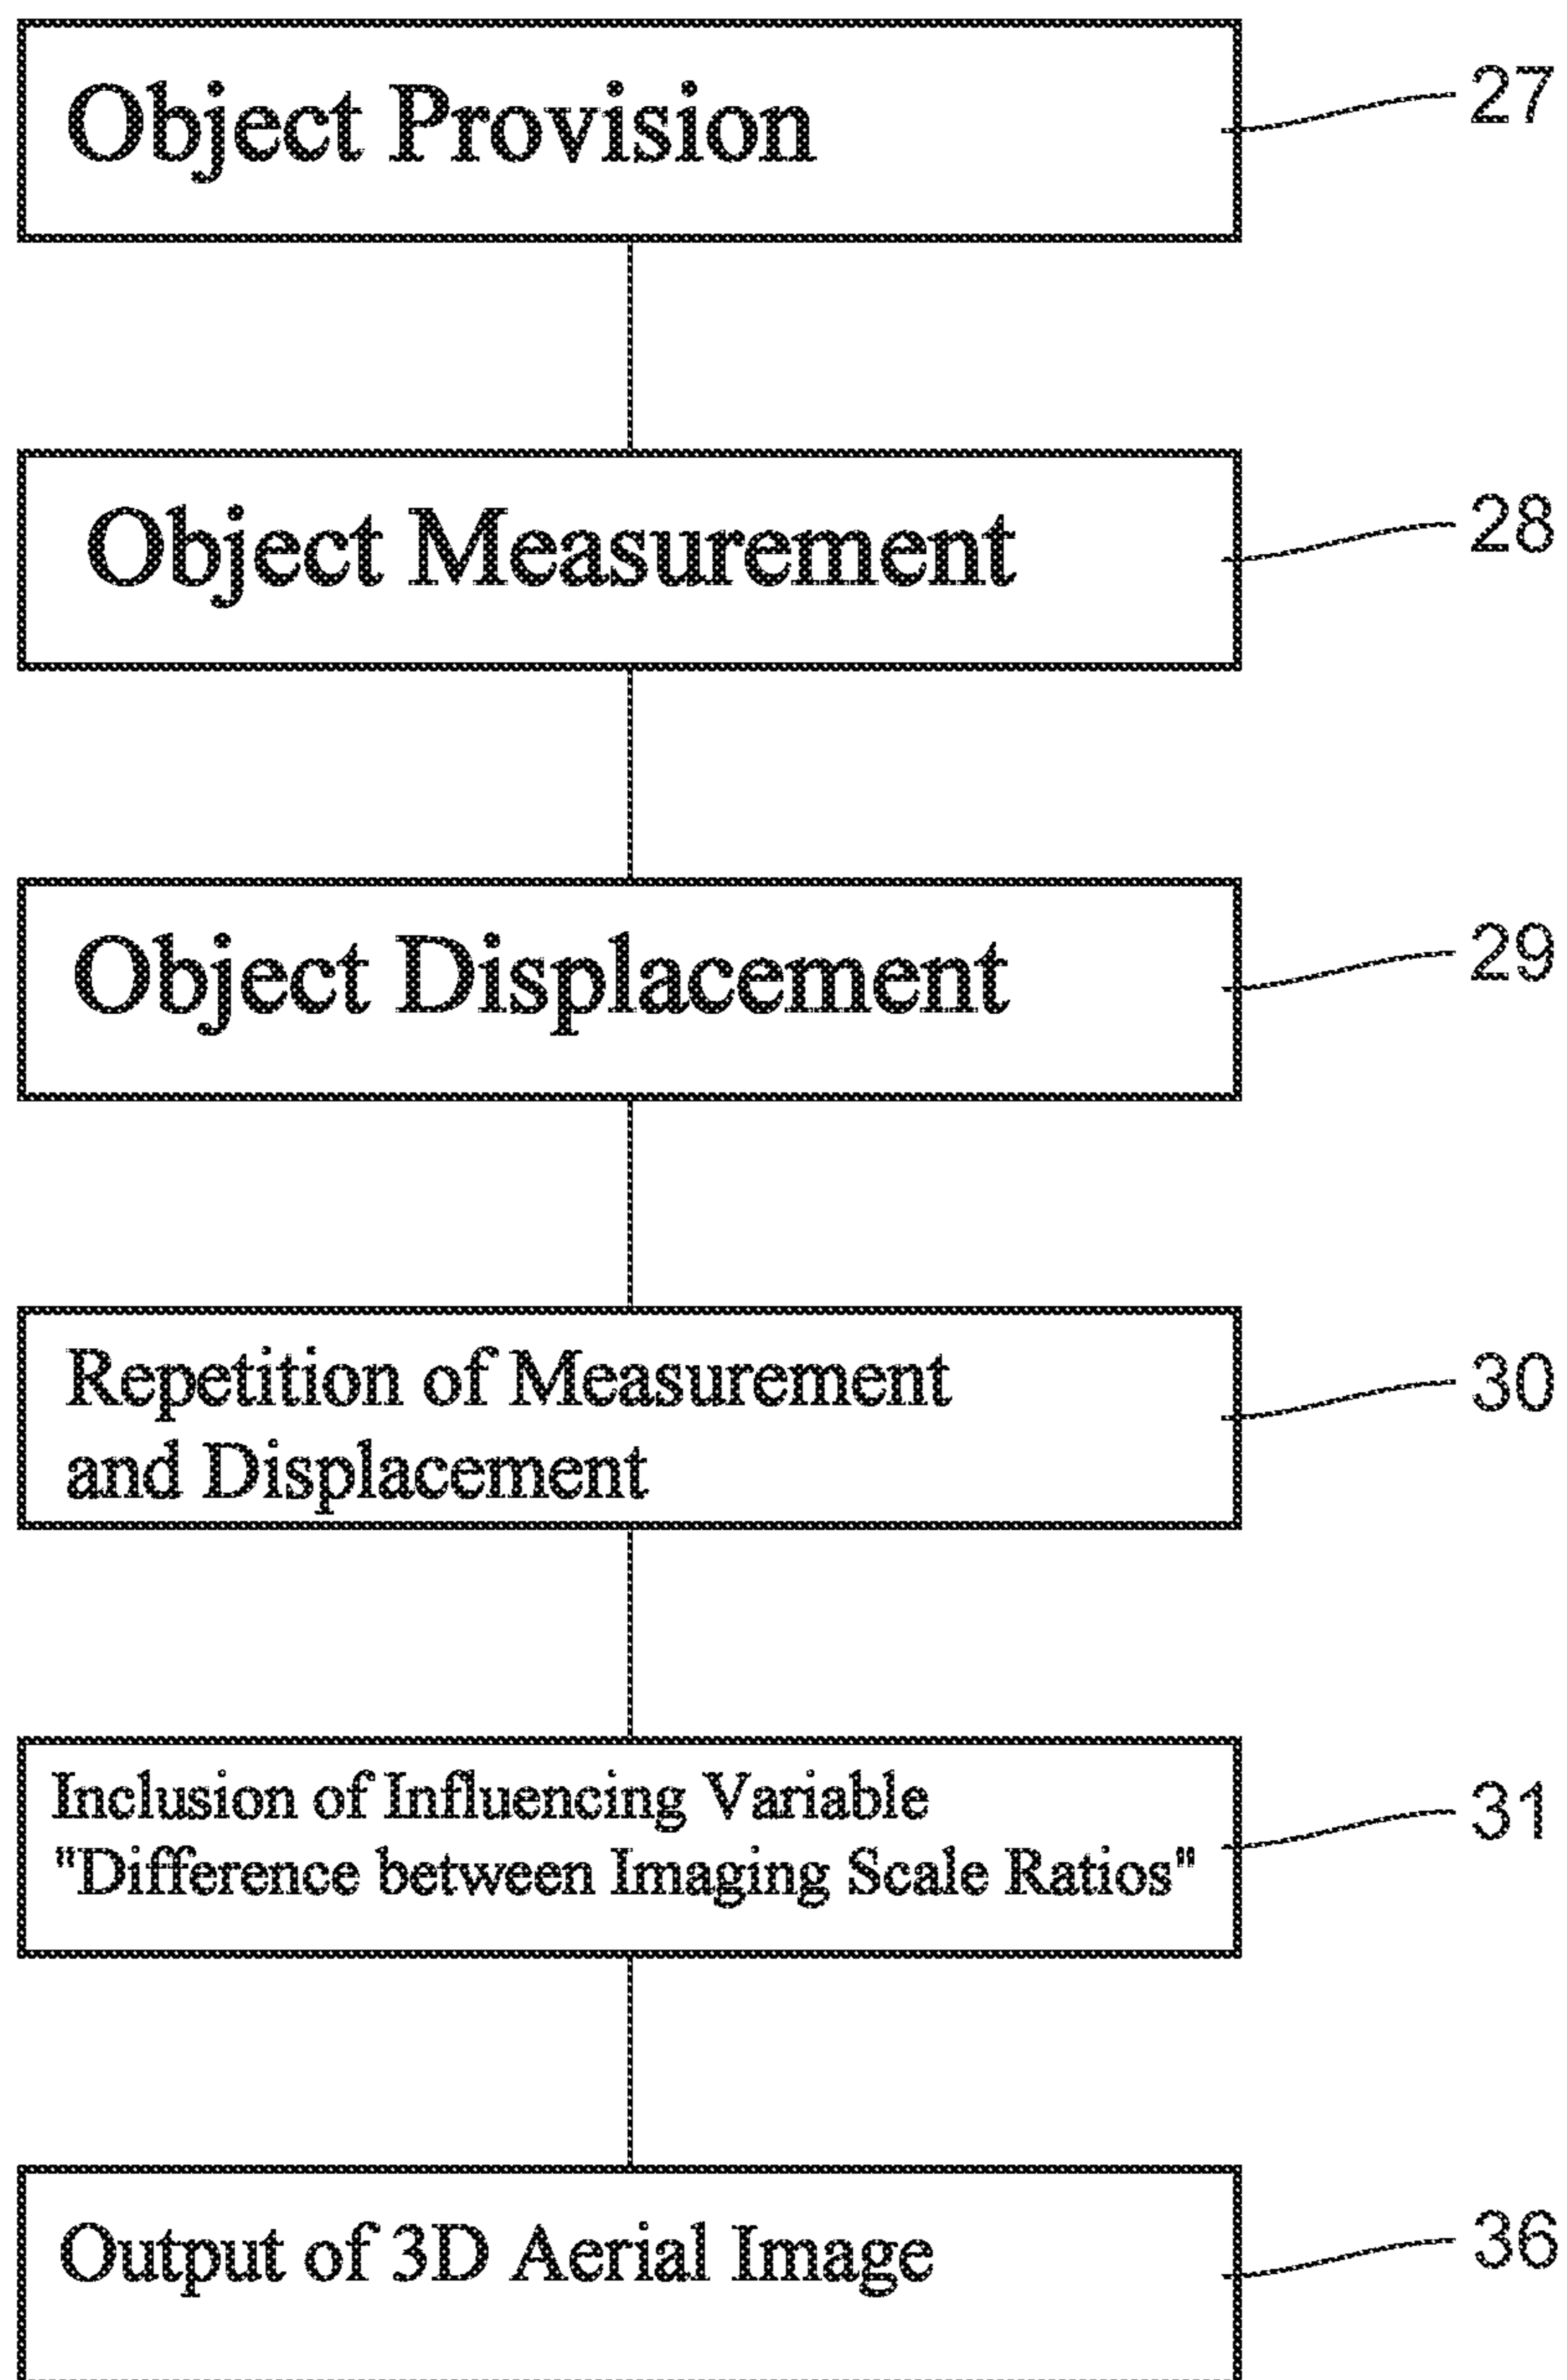 Object Provision
27
Object Measurement
28
Object Displacement
29
Repetition of Measurement
and Displacement
30
Inclusion of Influencing Variable
"Difference between Imaging Scale Ratios"
31
Output of 3D Aerial Image
36